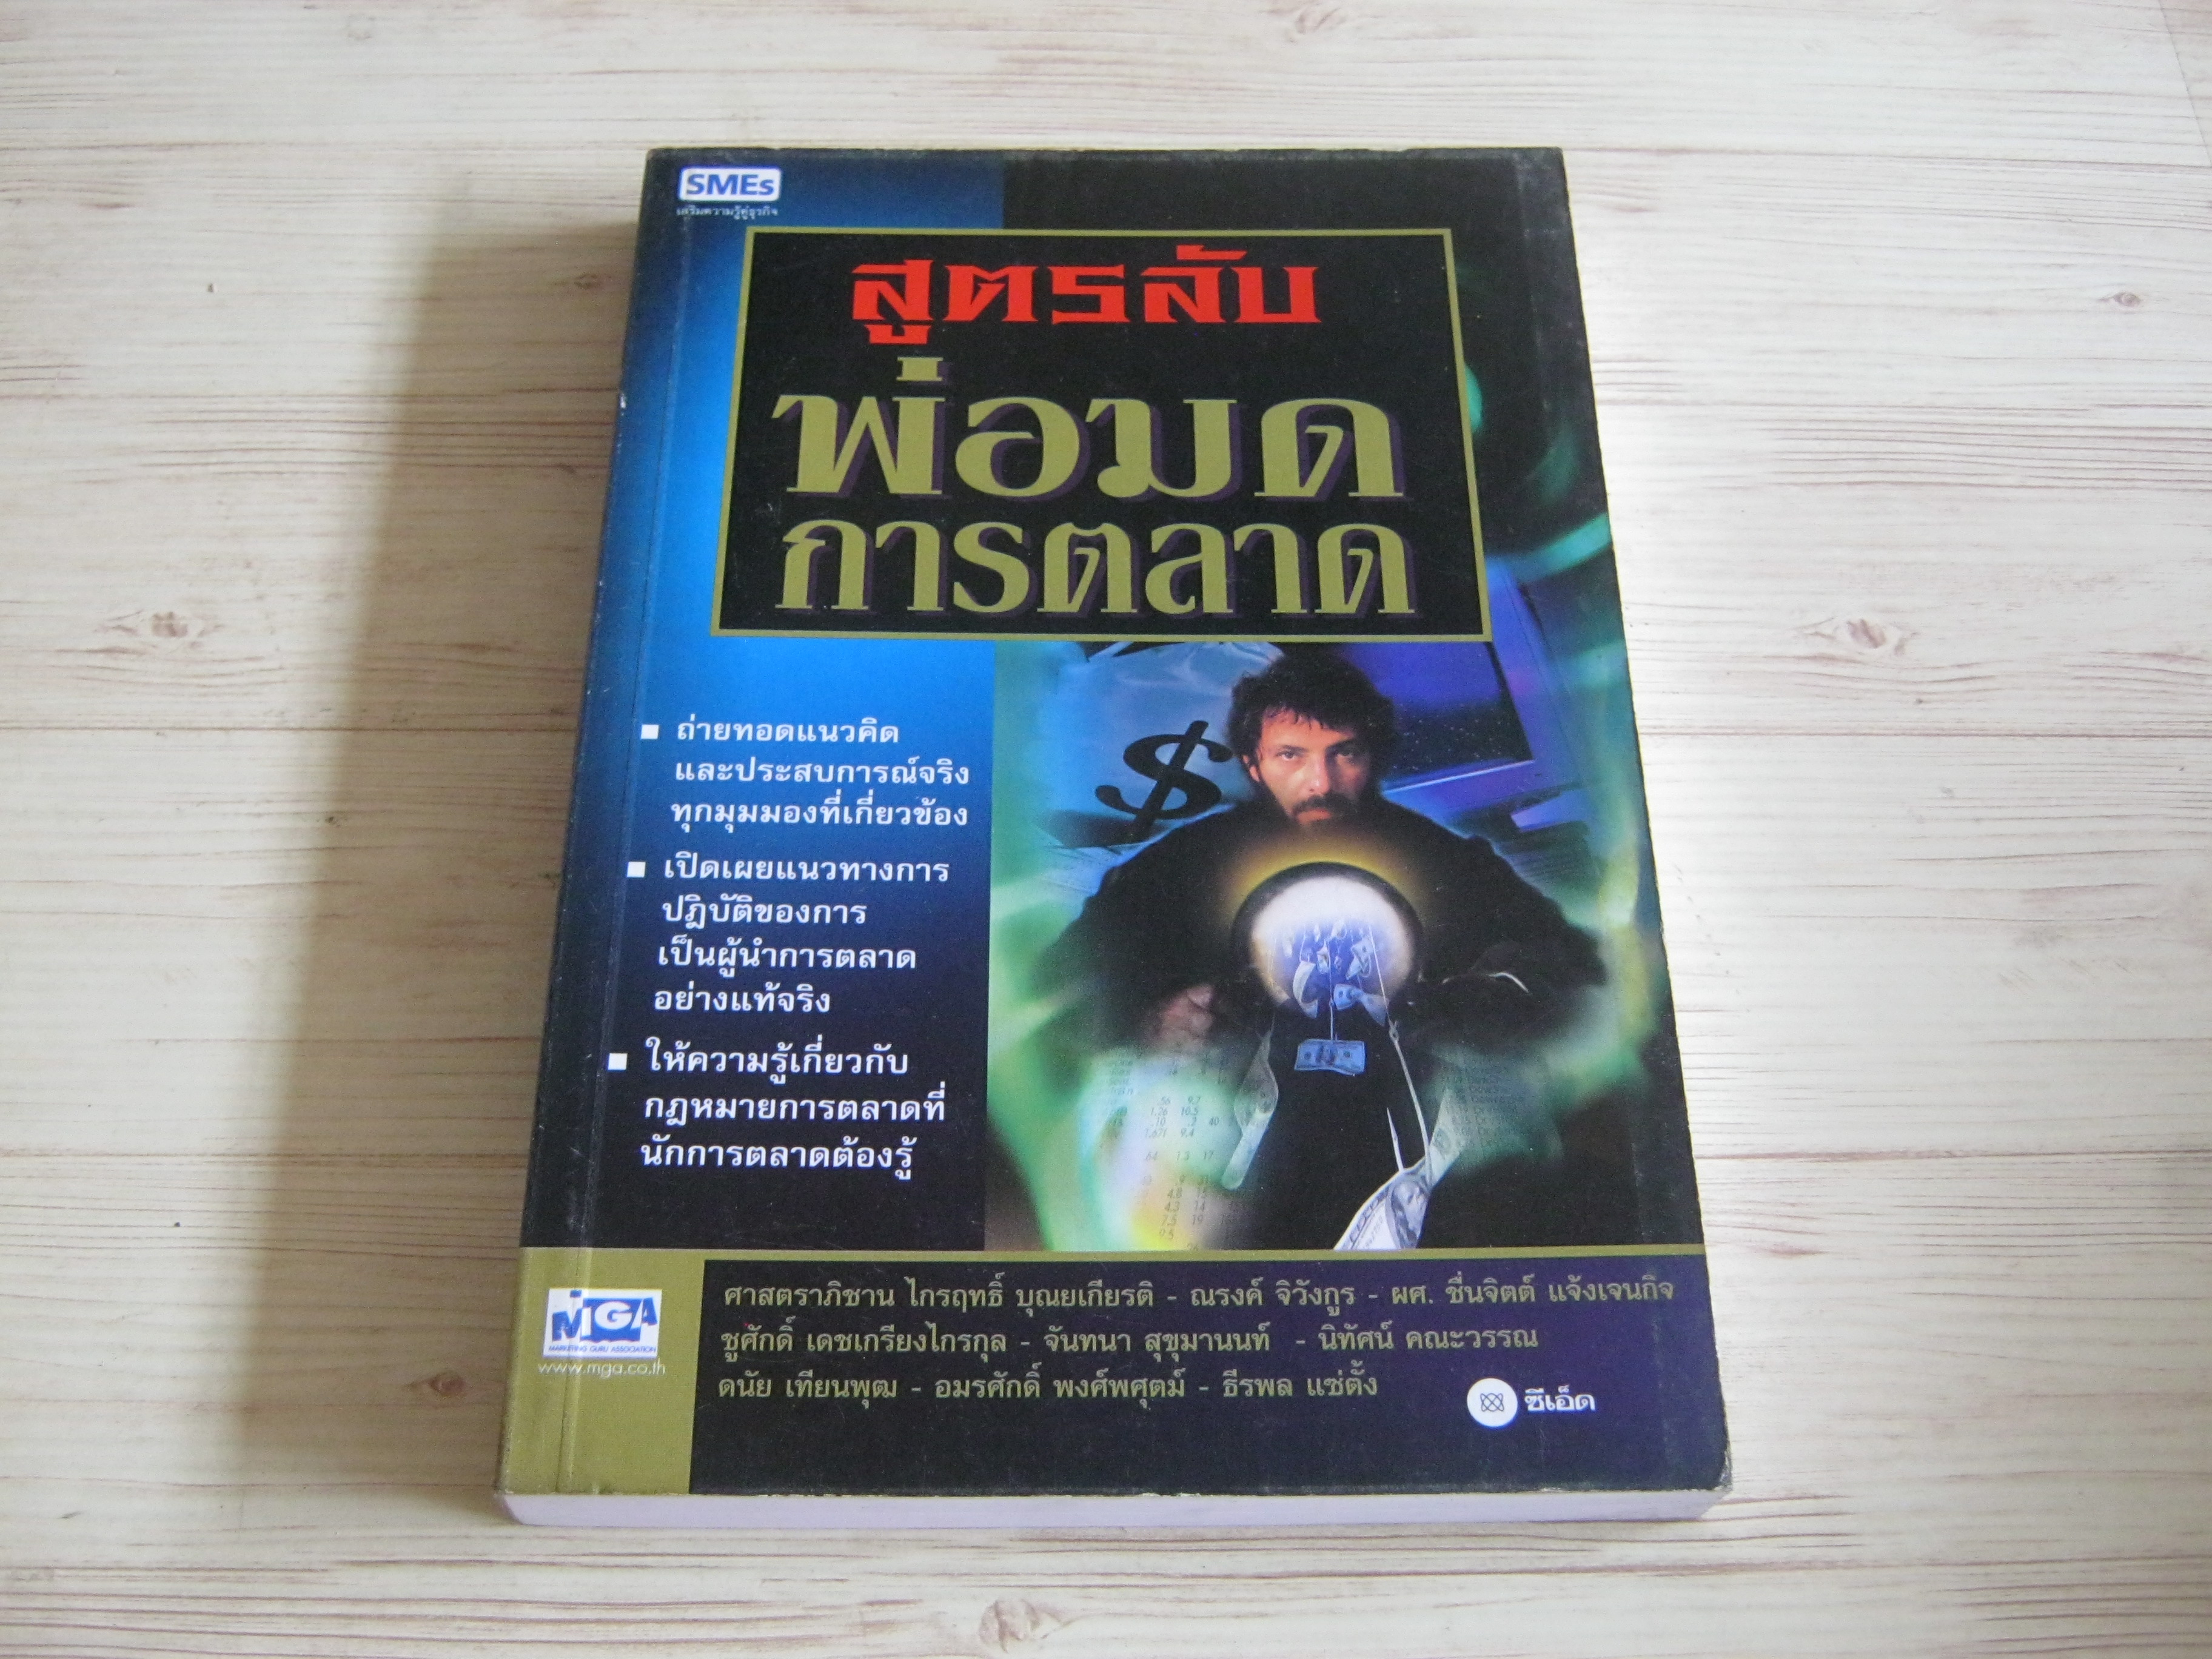 SMEs
เสริมความรู้คู่ธุรกิจ
สูตรลับ
พ่อมด
การตลาด
$
■ ถ่ายทอดแนวคิด
และประสบการณ์จริง
ทุกมุมมองที่เกี่ยวข้อง
■ เปิดเผยแนวทางการ
ปฎิบัติของการ
เป็นผู้นำการตลาด
อย่างแท้จริง
■ ให้ความรู้เกี่ยวกับ
กฎหมายการตลาดที่
นักการตลาดต้องรู้
MGA
MARKETING GURU ASSOCIATION
www.mga.co.th
ศาสตราภิชาน ไกรฤทธิ์ บุณยเกียรติ - ณรงค์ จิวังกูร - ผศ. ชื่นจิตต์ แจ้งเจนกิจ
ชูศักดิ์ เดชเกรียงไกรกุล - จันทนา สุขุมานนท์ - นิทัศน์ คณะวรรณ
ดนัย เทียนพุฒ - อมรศักดิ์ พงศ์พศุตม์ - ธีรพล แซ่ตั้ง
ซีเอ็ด